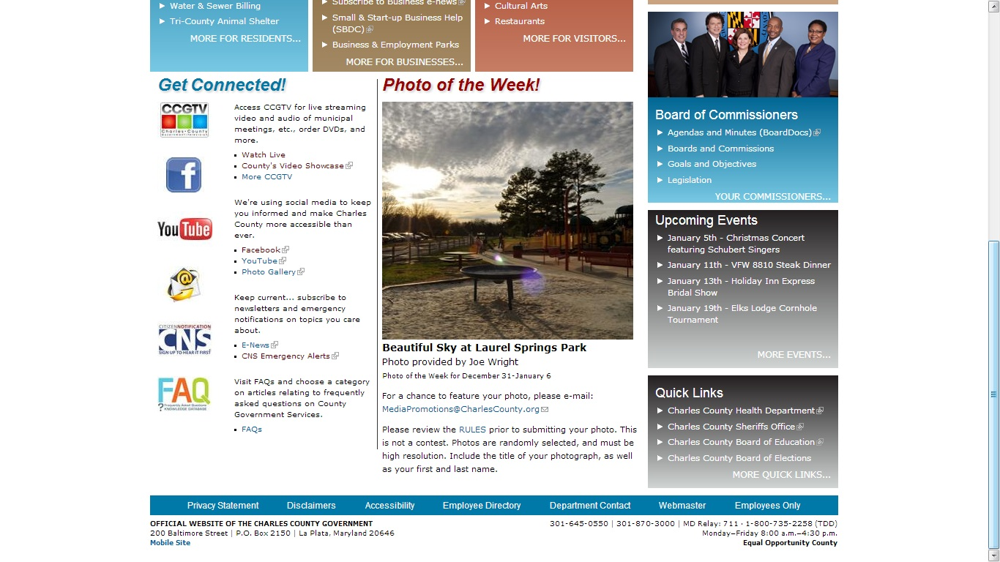 Water & Sewer Billing
Tri-County Animal Shelter
MORE FOR RESIDENTS...
Subscribe to Business e-news
Small & Start-up Business Help
(SBDC)
Business & Employment Parks
MORE FOR BUSINESSES...
Cultural Arts
Restaurants
MORE FOR VISITORS...
Get Connected!
CCGTV
Charles County
Government Television
Access CCGTV for live streaming
video and audio of municipal
meetings, etc., order DVDs, and
more.
Watch Live
County's Video Showcase
More CCGTV
f
You Tube
We're using social media to keep
you informed and make Charles
County more accessible than
ever.
Facebook
YouTube
Photo Gallery
@
Keep current... subscribe to
newsletters and emergency
notifications on topics you care
about.
E-News
CNS Emergency Alerts
CITIZEN NOTIFICATION
CNS
SIGN UP TO HEAR IT FIRST
FAQ
? Frequently Asked Questions
KNOWLEDGE DATABASE
Visit FAQs and choose a category
on articles relating to frequently
asked questions on County
Government Services.
FAQs
Photo of the Week!
Beautiful Sky at Laurel Springs Park
Photo provided by Joe Wright
Photo of the Week for December 31-January 6
For a chance to feature your photo, please e-mail:
MediaPromotions@CharlesCounty.org
Please review the RULES prior to submitting your photo. This
is not a contest. Photos are randomly selected, and must be
high resolution. Include the title of your photograph, as well
as your first and last name.
Board of Commissioners
Agendas and Minutes (BoardDocs)
Boards and Commissions
Goals and Objectives
Legislation
YOUR COMMISSIONERS...
Upcoming Events
January 5th - Christmas Concert
featuring Schubert Singers
January 11th - VFW 8810 Steak Dinner
January 13th - Holiday Inn Express
Bridal Show
January 19th - Elks Lodge Cornhole
Tournament
MORE EVENTS...
Quick Links
Charles County Health Department
Charles County Sheriffs Office
Charles County Board of Education
Charles County Board of Elections
MORE QUICK LINKS...
Privacy Statement Disclaimers Accessibility Employee Directory Department Contact Webmaster Employees Only
OFFICIAL WEBSITE OF THE CHARLES COUNTY GOVERNMENT
200 Baltimore Street | P.O. Box 2150 | La Plata, Maryland 20646
Mobile Site
301-645-0550 | 301-870-3000 | MD Relay: 711 · 1-800-735-2258 (TDD)
Monday–Friday 8:00 a.m.–4:30 p.m.
Equal Opportunity County